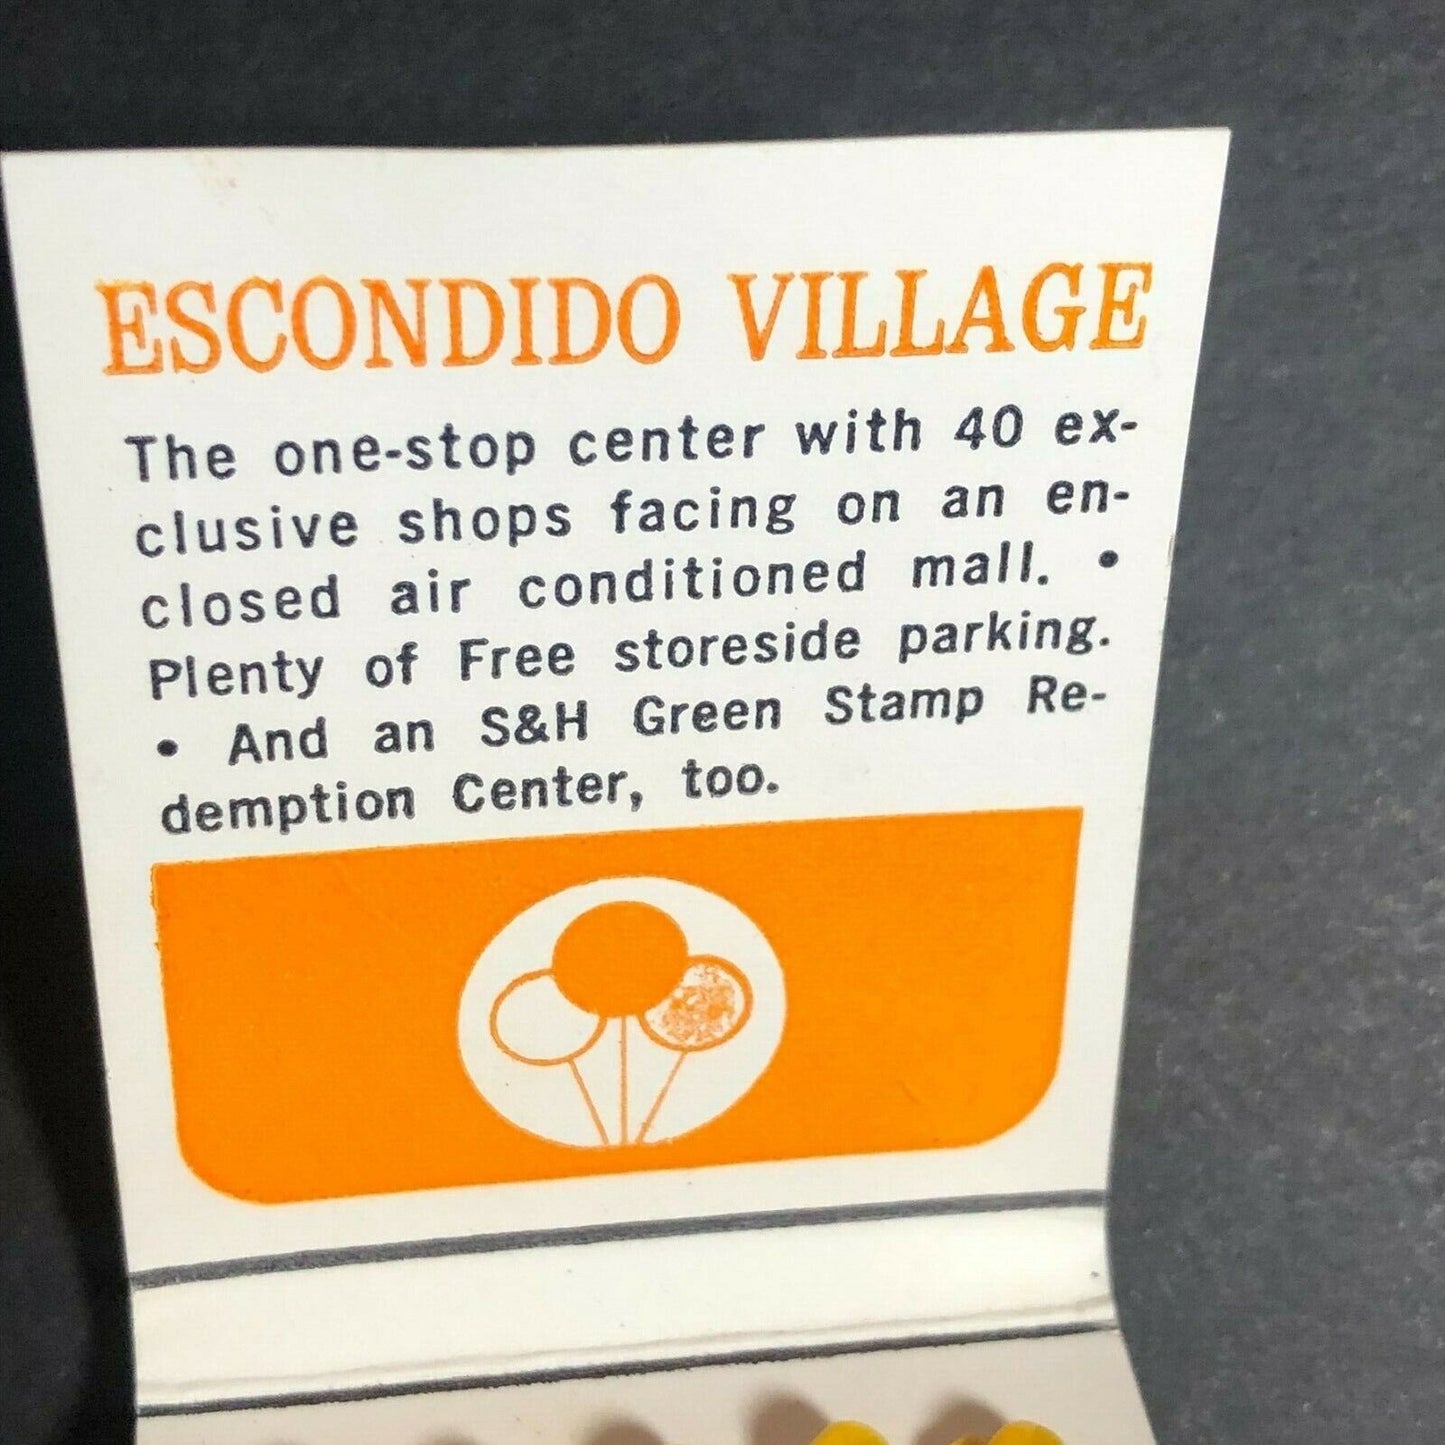 ESCONDIDO VILLAGE
The one-stop center with 40 ex-
clusive shops facing on an en-
closed air conditioned mall. •
Plenty of Free storeside parking.
• And an S&H Green Stamp Re-
demption Center, too.